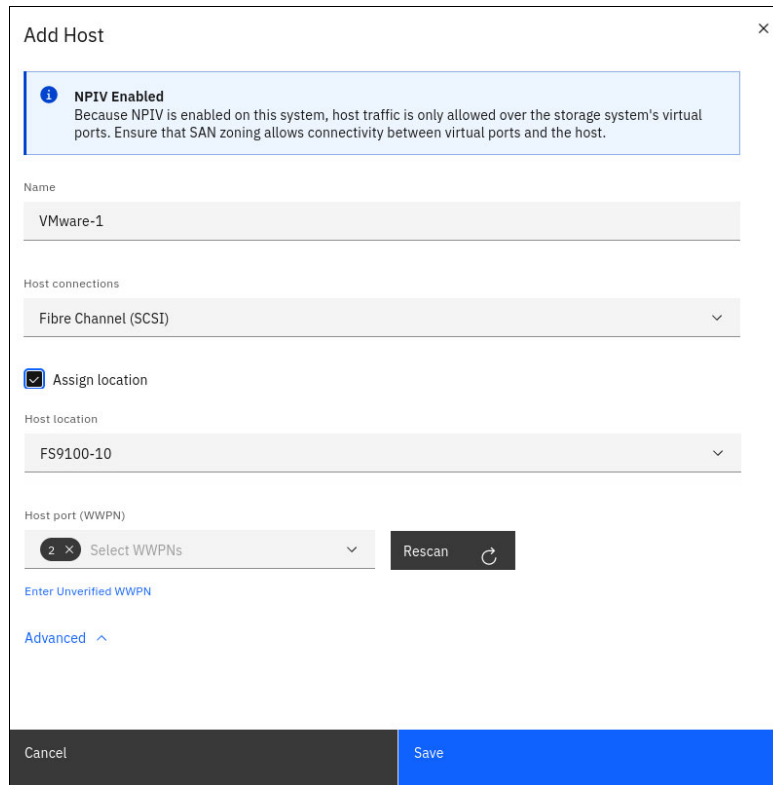 Add Host
NPIV Enabled
Because NPIV is enabled on this system, host traffic is only allowed over the storage system's virtual
ports. Ensure that SAN zoning allows connectivity between virtual ports and the host.
Name
VMware-1
Host connections
Fibre Channel (SCSI)
Assign location
Host location
FS9100-10
Host port (WWPN)
2 × Select WWPNs
Rescan
Enter Unverified WWPN
Advanced
Cancel
Save